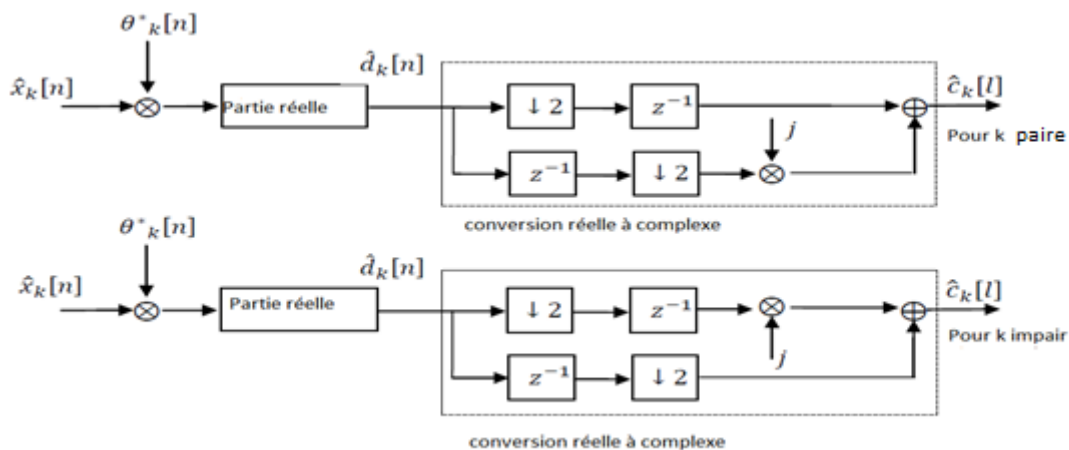 θ*ₖ[n]
x̂ₖ[n]
Partie réelle
d̂ₖ[n]
↓ 2
z⁻¹
j
z⁻¹
↓ 2
ĉₖ[l]
Pour k paire
conversion réelle à complexe
θ*ₖ[n]
x̂ₖ[n]
Partie réelle
d̂ₖ[n]
↓ 2
z⁻¹
j
z⁻¹
↓ 2
ĉₖ[l]
Pour k impair
conversion réelle à complexe